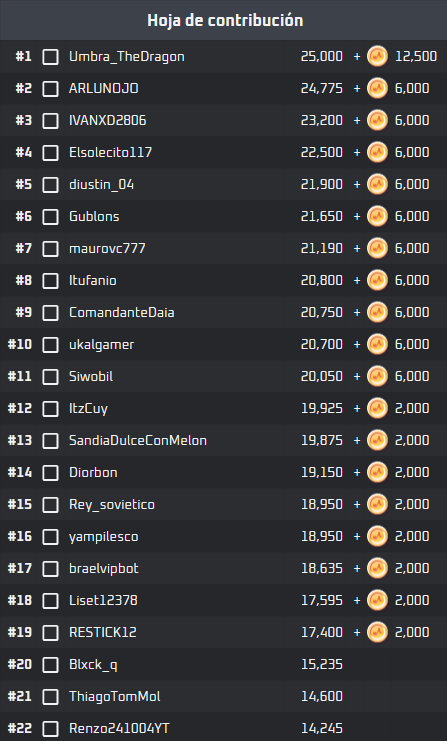 Hoja de contribución
#1 Umbra_TheDragon 25,000 + 12,500
#2 ARLUNOJO 24,775 + 6,000
#3 IVANXD2806 23,200 + 6,000
#4 Elsolecito117 22,500 + 6,000
#5 diustin_04 21,900 + 6,000
#6 Gublons 21,650 + 6,000
#7 maurovc777 21,190 + 6,000
#8 Itufanio 20,800 + 6,000
#9 ComandanteDaia 20,750 + 6,000
#10 ukalgamer 20,700 + 6,000
#11 Siwobil 20,050 + 6,000
#12 ItzCuy 19,925 + 2,000
#13 SandiaDulceConMelon 19,875 + 2,000
#14 Diorbon 19,150 + 2,000
#15 Rey_sovietico 18,950 + 2,000
#16 yampilesco 18,950 + 2,000
#17 braelvipbot 18,635 + 2,000
#18 Liset12378 17,595 + 2,000
#19 RESTICK12 17,400 + 2,000
#20 Blxck_q 15,235
#21 ThiagoTomMol 14,600
#22 Renzo241004YT 14,245